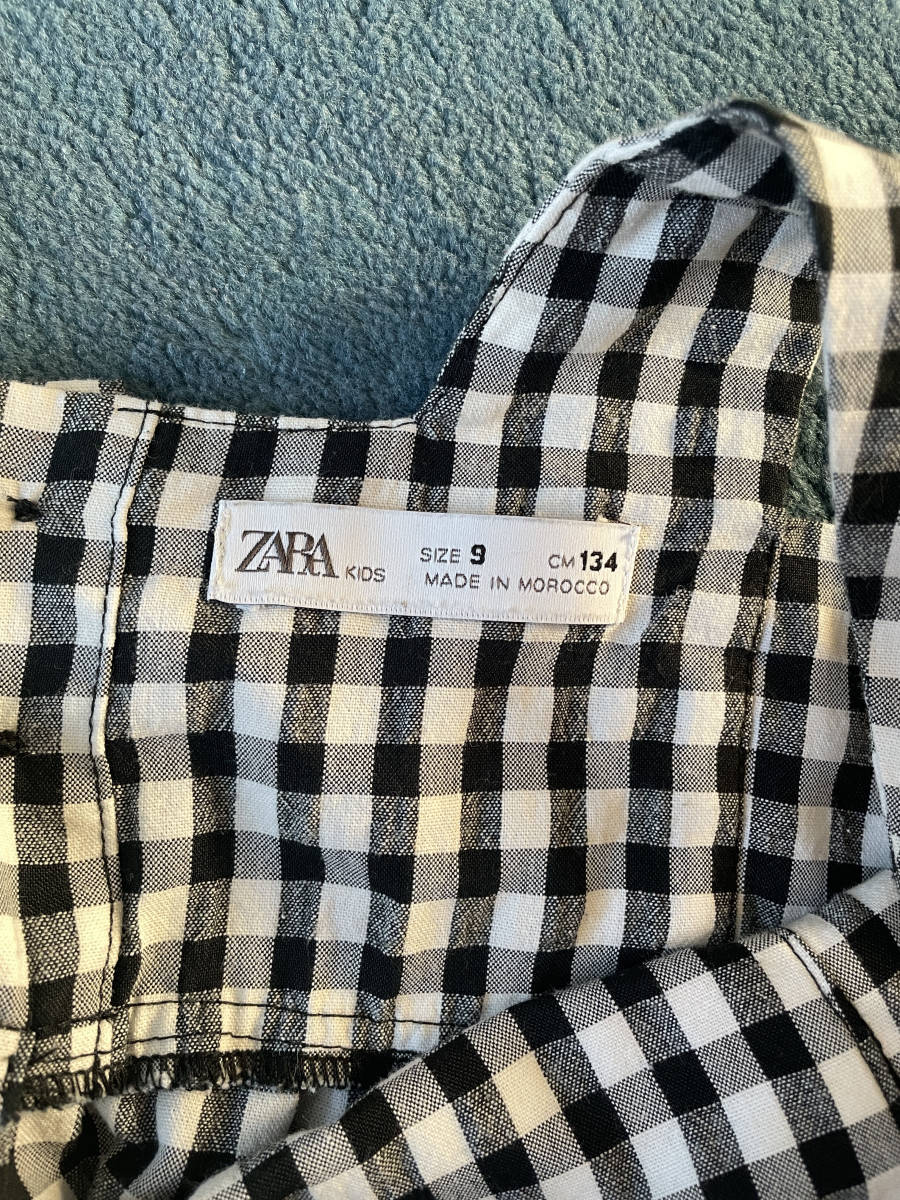 ZARA KIDS SIZE 9 CM 134
MADE IN MOROCCO